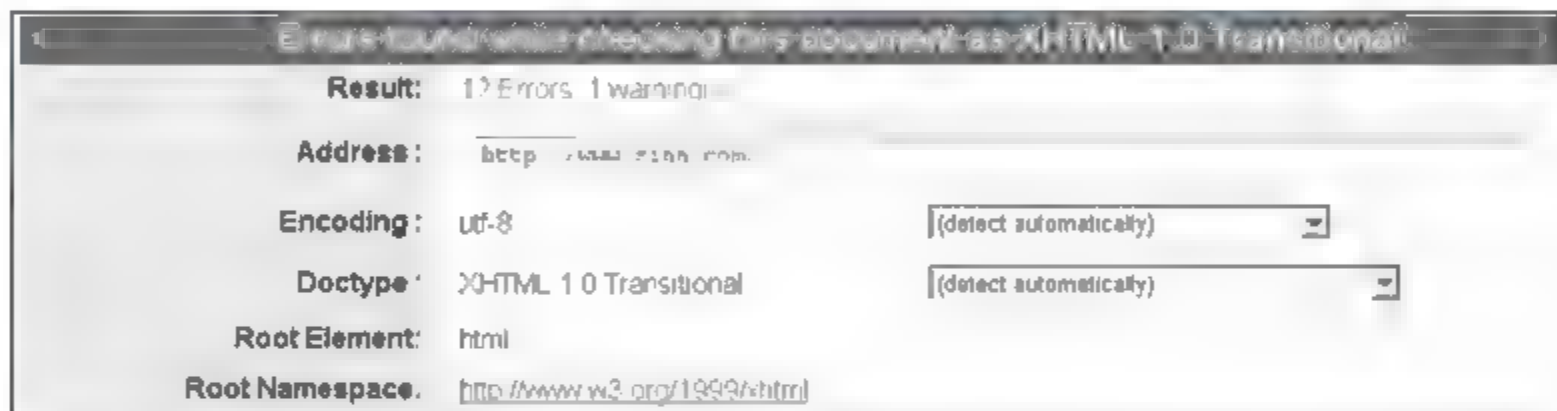 Errors found while checking this document as XHTML 1.0 Transitional!
Result: 12 Errors, 1 warning
Address: http
Encoding: utf-8 (detect automatically)
Doctype: XHTML 1.0 Transitional (detect automatically)
Root Element: html
Root Namespace: http://www.w3.org/1999/xhtml